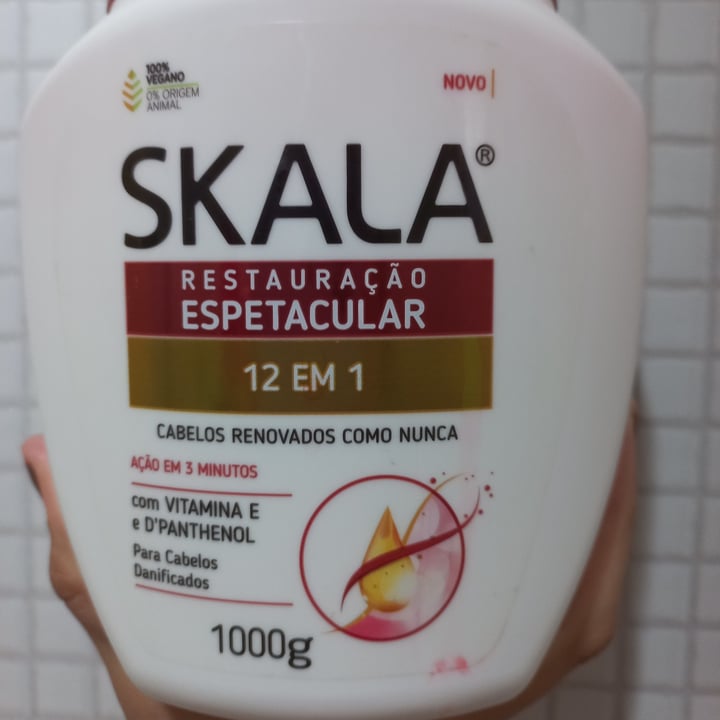 100%
VEGANO
0% ORIGEM
ANIMAL
NOVO
SKALA®
RESTAURAÇÃO
ESPETACULAR
12 EM 1
CABELOS RENOVADOS COMO NUNCA
AÇÃO EM 3 MINUTOS
com VITAMINA E
e D'PANTHENOL
Para Cabelos
Danificados
1000g